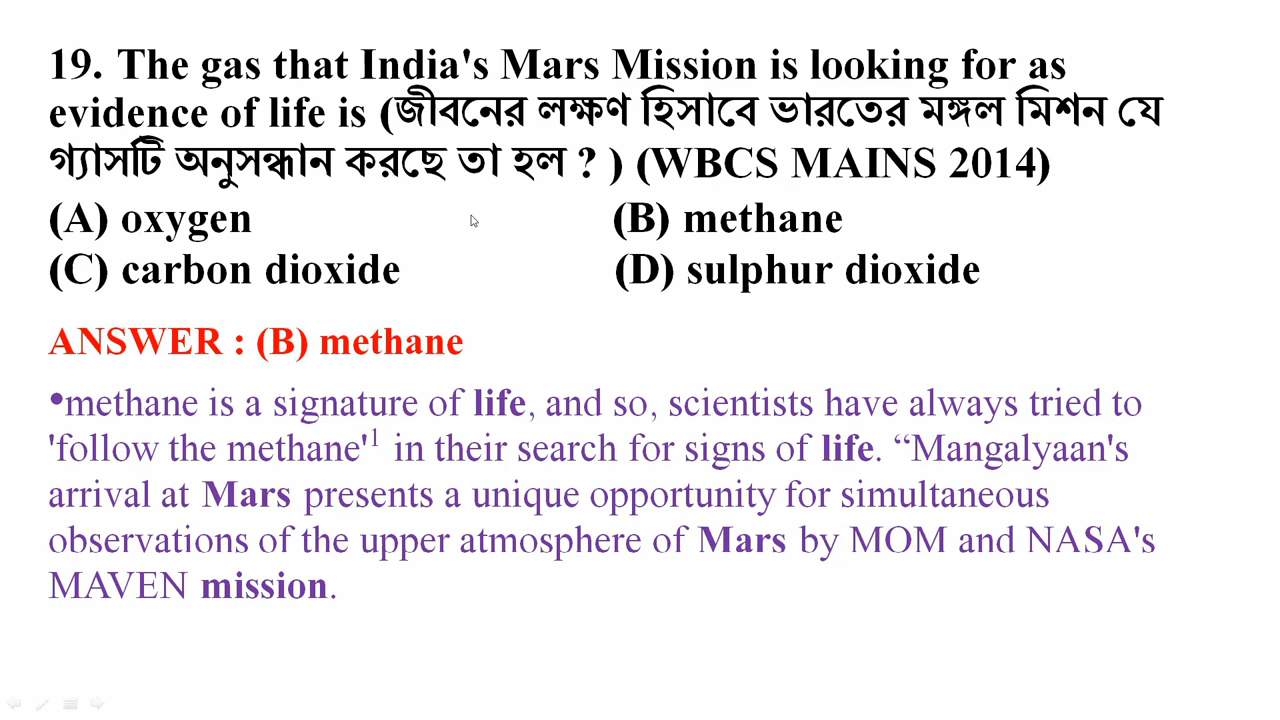 19. The gas that India's Mars Mission is looking for as
evidence of life is (জীবনের লক্ষণ হিসাবে ভারতের মঙ্গল মিশন যে
গ্যাসটি অনুসন্ধান করছে তা হল ? ) (WBCS MAINS 2014)
(A) oxygen (B) methane
(C) carbon dioxide (D) sulphur dioxide
ANSWER : (B) methane
•methane is a signature of life, and so, scientists have always tried to
'follow the methane'¹ in their search for signs of life. “Mangalyaan's
arrival at Mars presents a unique opportunity for simultaneous
observations of the upper atmosphere of Mars by MOM and NASA's
MAVEN mission.